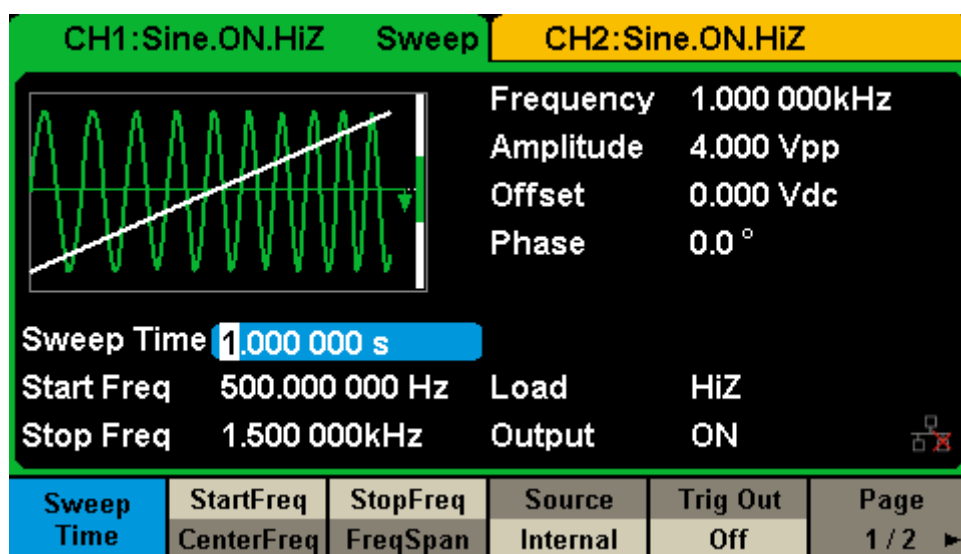 CH1:Sine.ON.HiZ Sweep CH2:Sine.ON.HiZ
Frequency 1.000 000kHz
Amplitude 4.000 Vpp
Offset 0.000 Vdc
Phase 0.0 °
Sweep Time 1.000 000 s
Start Freq 500.000 000 Hz Load HiZ
Stop Freq 1.500 000kHz Output ON
Sweep Time StartFreq StopFreq Source Trig Out Page
CenterFreq FreqSpan Internal Off 1/2 ►